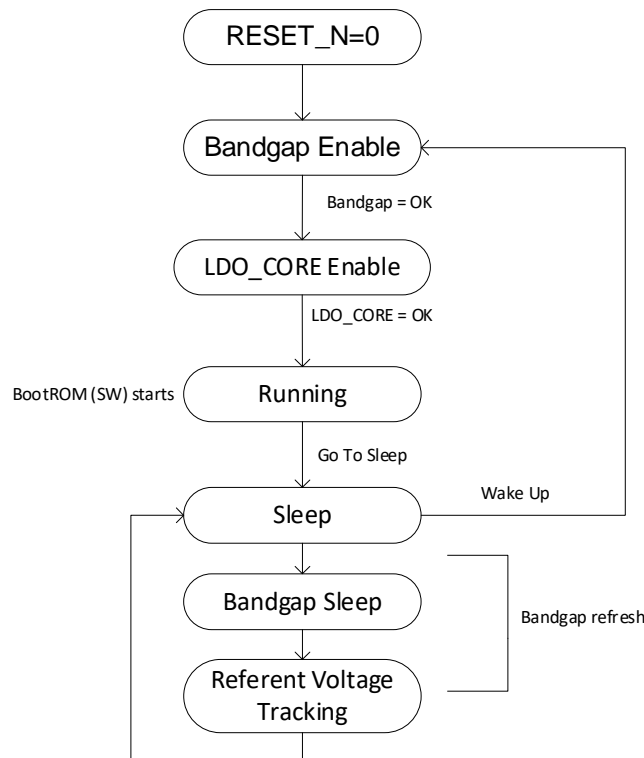 RESET_N=0
Bandgap Enable
Bandgap = OK
LDO_CORE Enable
LDO_CORE = OK
BootROM (SW) starts
Running
Go To Sleep
Sleep
Wake Up
Bandgap Sleep
Bandgap refresh
Referent Voltage
Tracking